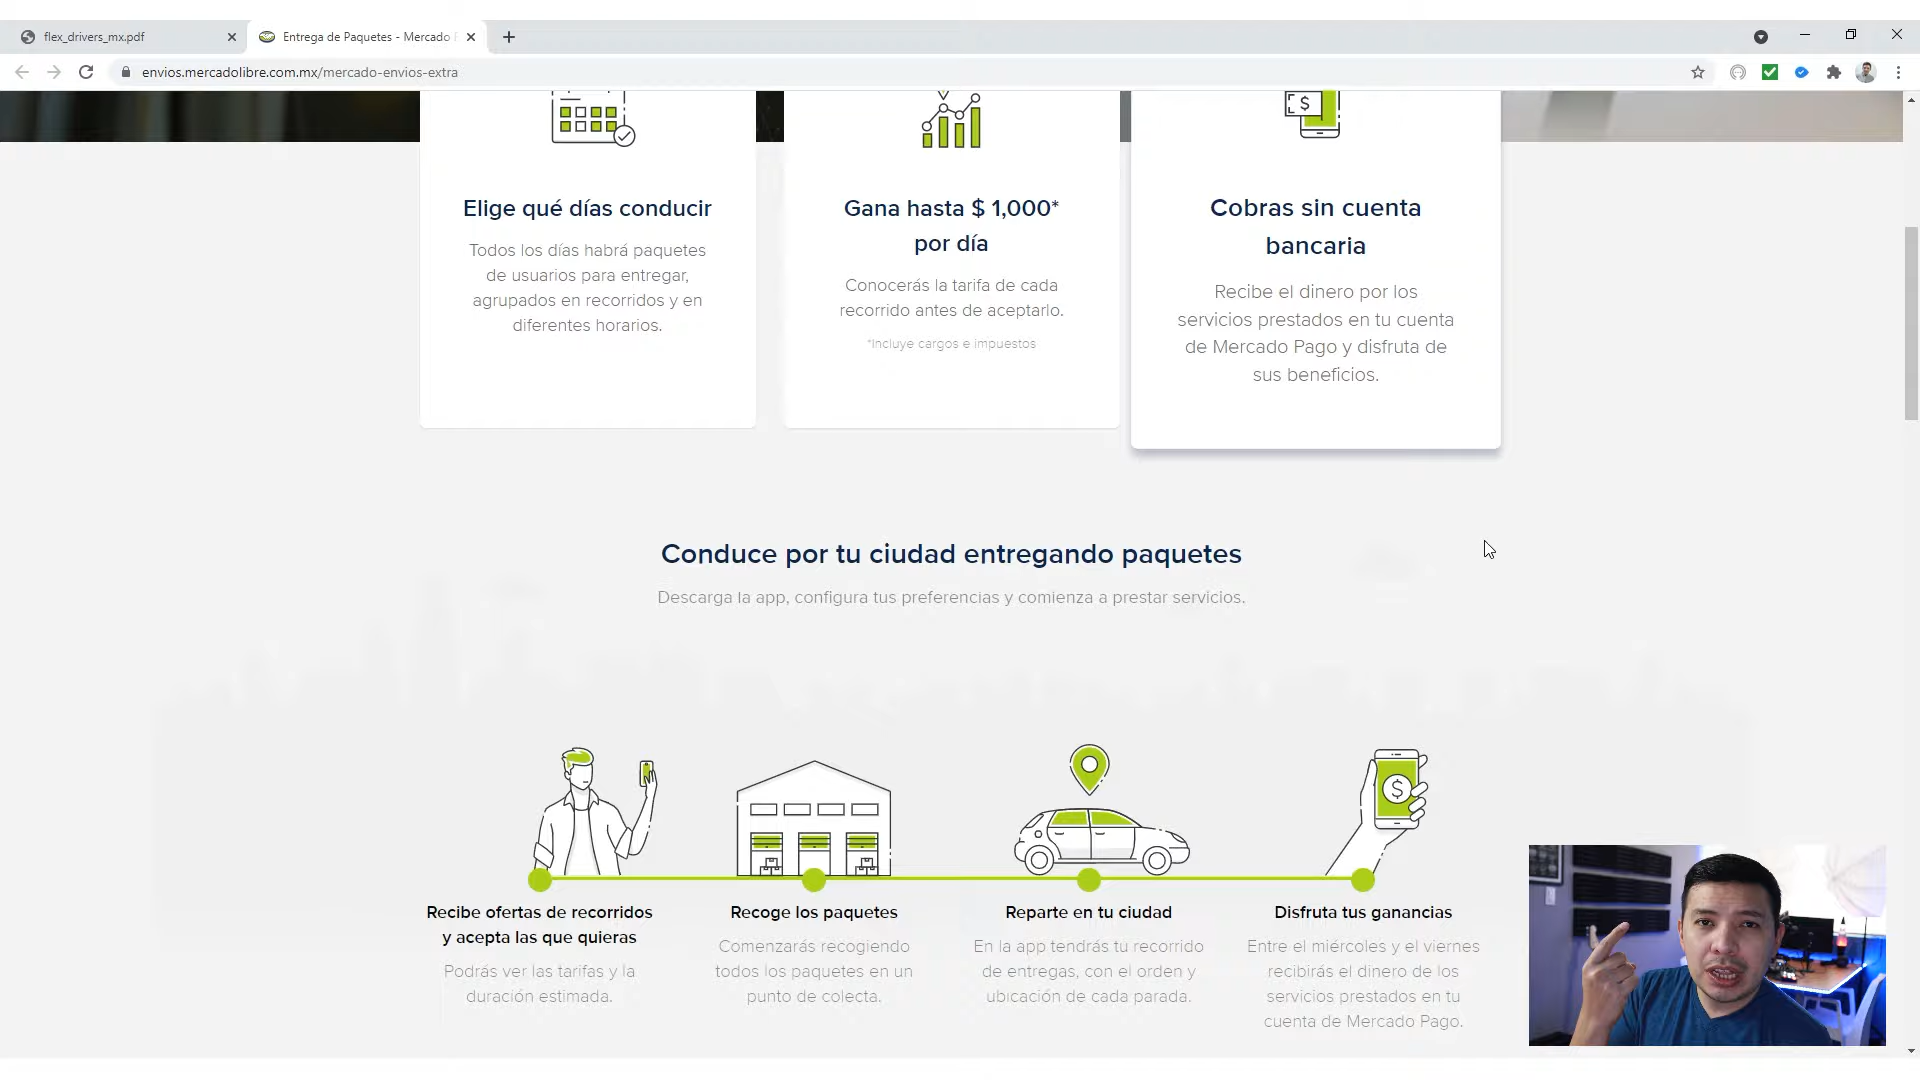 flex_drivers_mx.pdf
Entrega de Paquetes - Mercado
envios.mercadolibre.com.mx/mercado-envios-extra
$
Elige qué días conducir
Todos los días habrá paquetes
de usuarios para entregar,
agrupados en recorridos y en
diferentes horarios.
Gana hasta $ 1,000*
por día
Conocerás la tarifa de cada
recorrido antes de aceptarlo.
*Incluye cargos e impuestos
Cobras sin cuenta
bancaria
Recibe el dinero por los
servicios prestados en tu cuenta
de Mercado Pago y disfruta de
sus beneficios.
Conduce por tu ciudad entregando paquetes
Descarga la app, configura tus preferencias y comienza a prestar servicios.
$
Recibe ofertas de recorridos
y acepta las que quieras
Podrás ver las tarifas y la
duración estimada.
Recoge los paquetes
Comenzarás recogiendo
todos los paquetes en un
punto de colecta.
Reparte en tu ciudad
En la app tendrás tu recorrido
de entregas, con el orden y
ubicación de cada parada.
Disfruta tus ganancias
Entre el miércoles y el viernes
recibirás el dinero de los
servicios prestados en tu
cuenta de Mercado Pago.